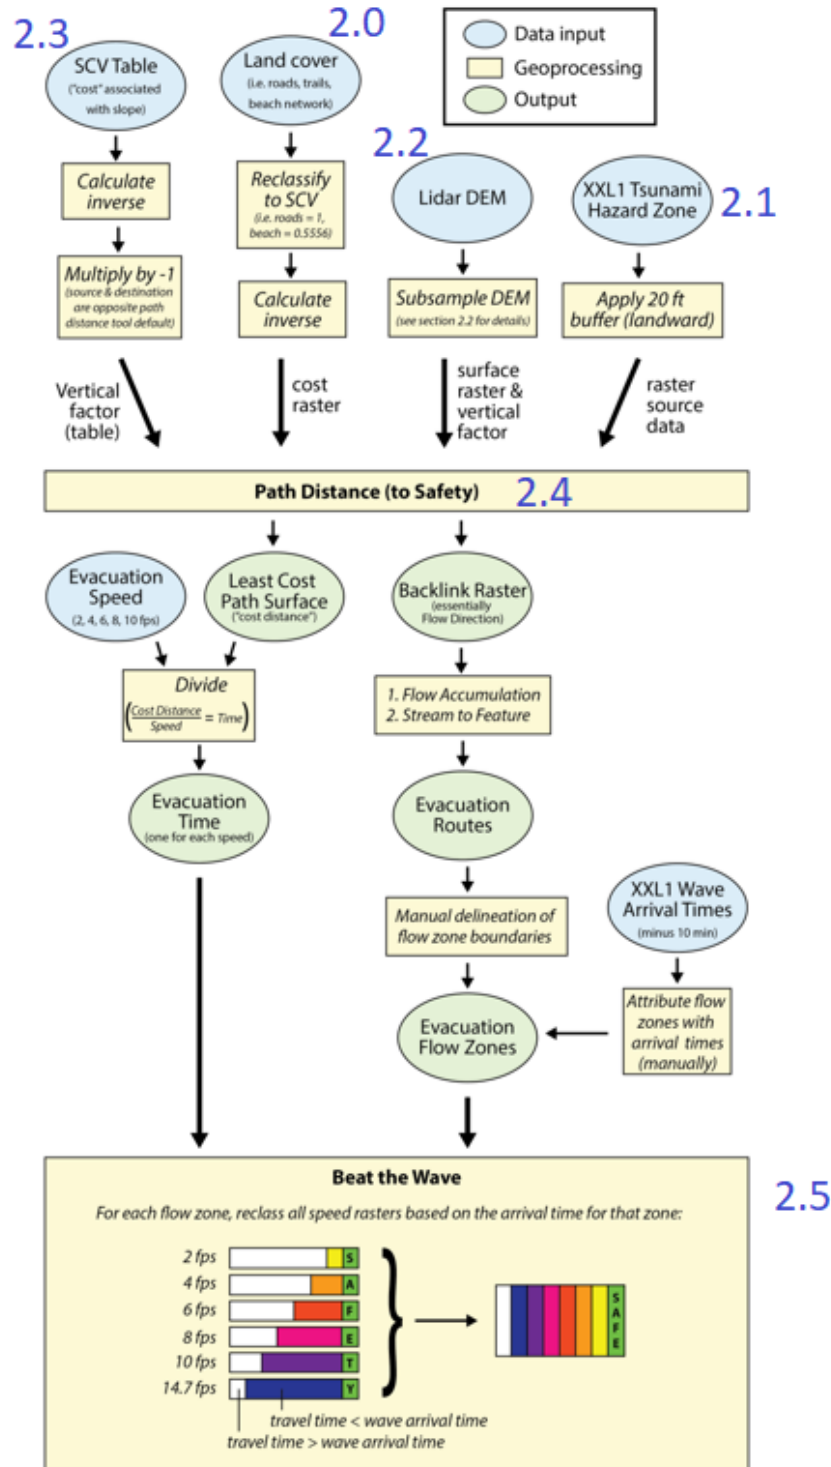 2.3
SCV Table
("cost" associated
with slope)
Calculate
inverse
Multiply by -1
(source & destination
are opposite path
distance tool default)
Vertical
factor
(table)
2.0
Land cover
(i.e. roads, trails,
beach network)
Reclassify
to SCV
(i.e. roads = 1,
beach = 0.5556)
Calculate
inverse
cost
raster
Data input
Geoprocessing
Output
2.2
Lidar DEM
Subsample DEM
(see section 2.2 for details)
surface
raster &
vertical
factor
XXL1 Tsunami
Hazard Zone
2.1
Apply 20 ft
buffer (landward)
raster
source
data
Path Distance (to Safety)
2.4
Evacuation
Speed
(2, 4, 6, 8, 10 fps)
Least Cost
Path Surface
("cost distance")
Divide
(Cost Distance
Speed
= Time)
Evacuation
Time
(one for each speed)
Backlink Raster
(essentially
Flow Direction)
1. Flow Accumulation
2. Stream to Feature
Evacuation
Routes
Manual delineation of
flow zone boundaries
Evacuation
Flow Zones
XXL1 Wave
Arrival Times
(minus 10 min)
Attribute flow
zones with
arrival times
(manually)
Beat the Wave
2.5
For each flow zone, reclass all speed rasters based on the arrival time for that zone:
2 fps S
4 fps A
6 fps F
8 fps E
10 fps T
14.7 fps Y
travel time < wave arrival time
travel time > wave arrival time
S
A
F
E